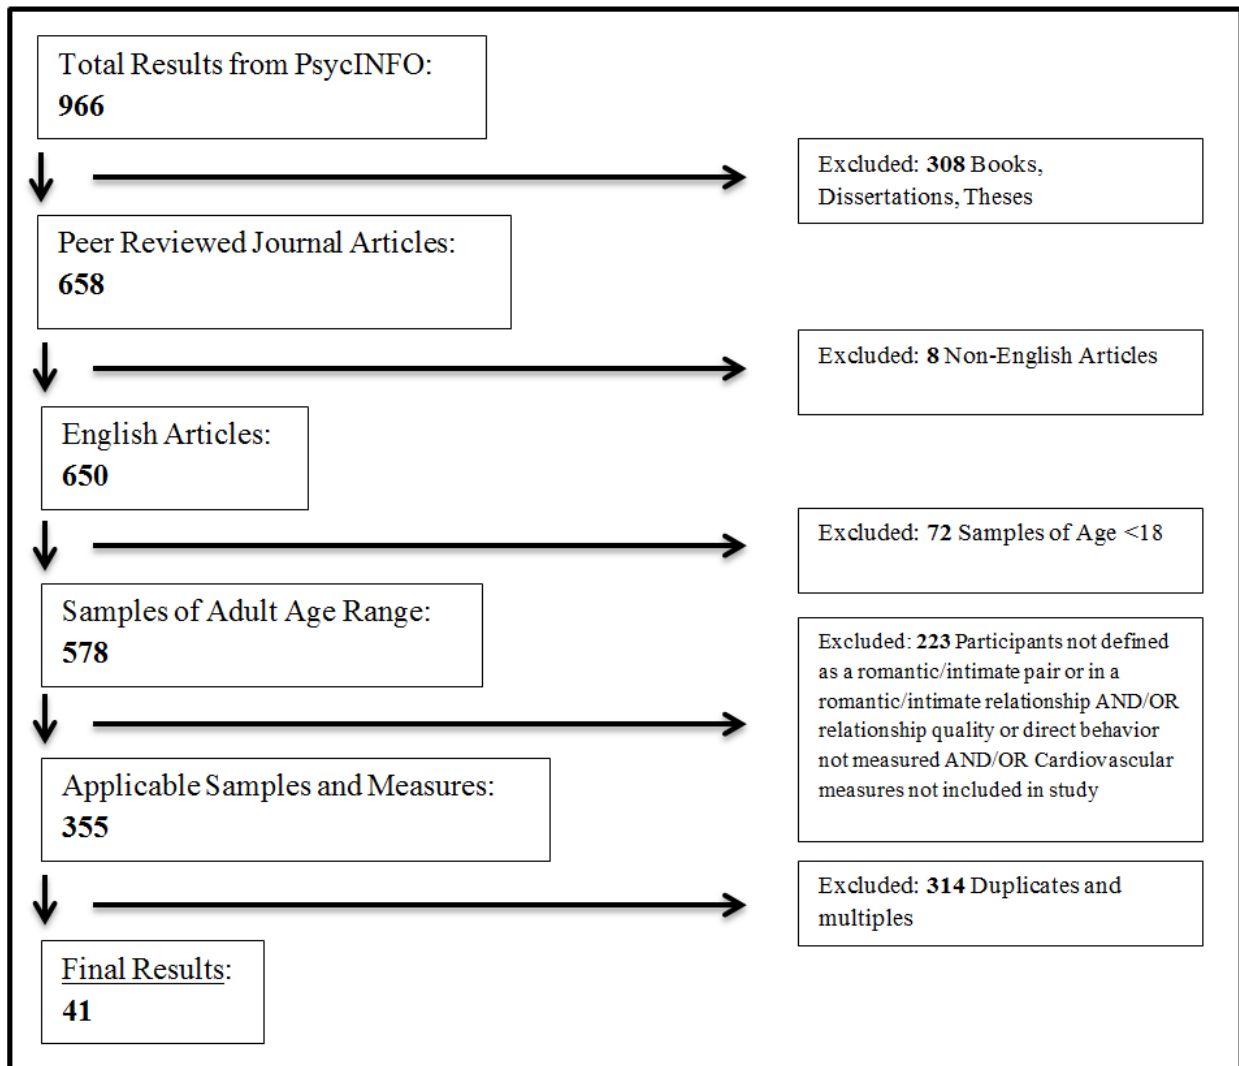 Total Results from PsycINFO:
966
Excluded: 308 Books,
Dissertations, Theses
Peer Reviewed Journal Articles:
658
Excluded: 8 Non-English Articles
English Articles:
650
Excluded: 72 Samples of Age <18
Samples of Adult Age Range:
578
Excluded: 223 Participants not defined
as a romantic/intimate pair or in a
romantic/intimate relationship AND/OR
relationship quality or direct behavior
not measured AND/OR Cardiovascular
measures not included in study
Applicable Samples and Measures:
355
Excluded: 314 Duplicates and
multiples
Final Results:
41